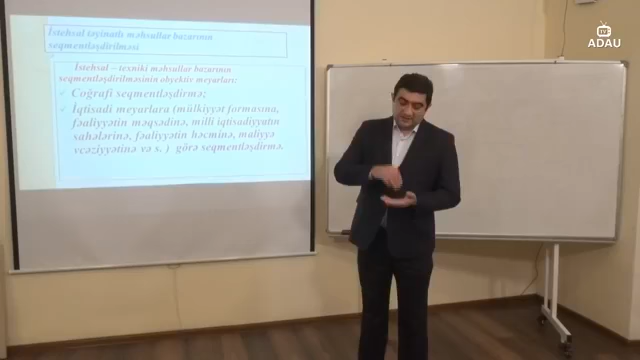 İstehsal təyinatlı məhsullar bazarının
seqmentləşdirilməsi
İstehsal – texniki məhsullar bazarının
seqmentləşdirilməsinin obyektiv meyarları:
Coğrafi seqmentləşdirmə;
İqtisadi meyarlara (mülkiyyət formasına,
fəaliyyətin məqsədinə, milli iqtisadiyyatın
sahələrinə, fəaliyyətin həcminə, maliyyə
vəziyyətinə və s. ) görə seqmentləşdirmə.
TV
ADAU